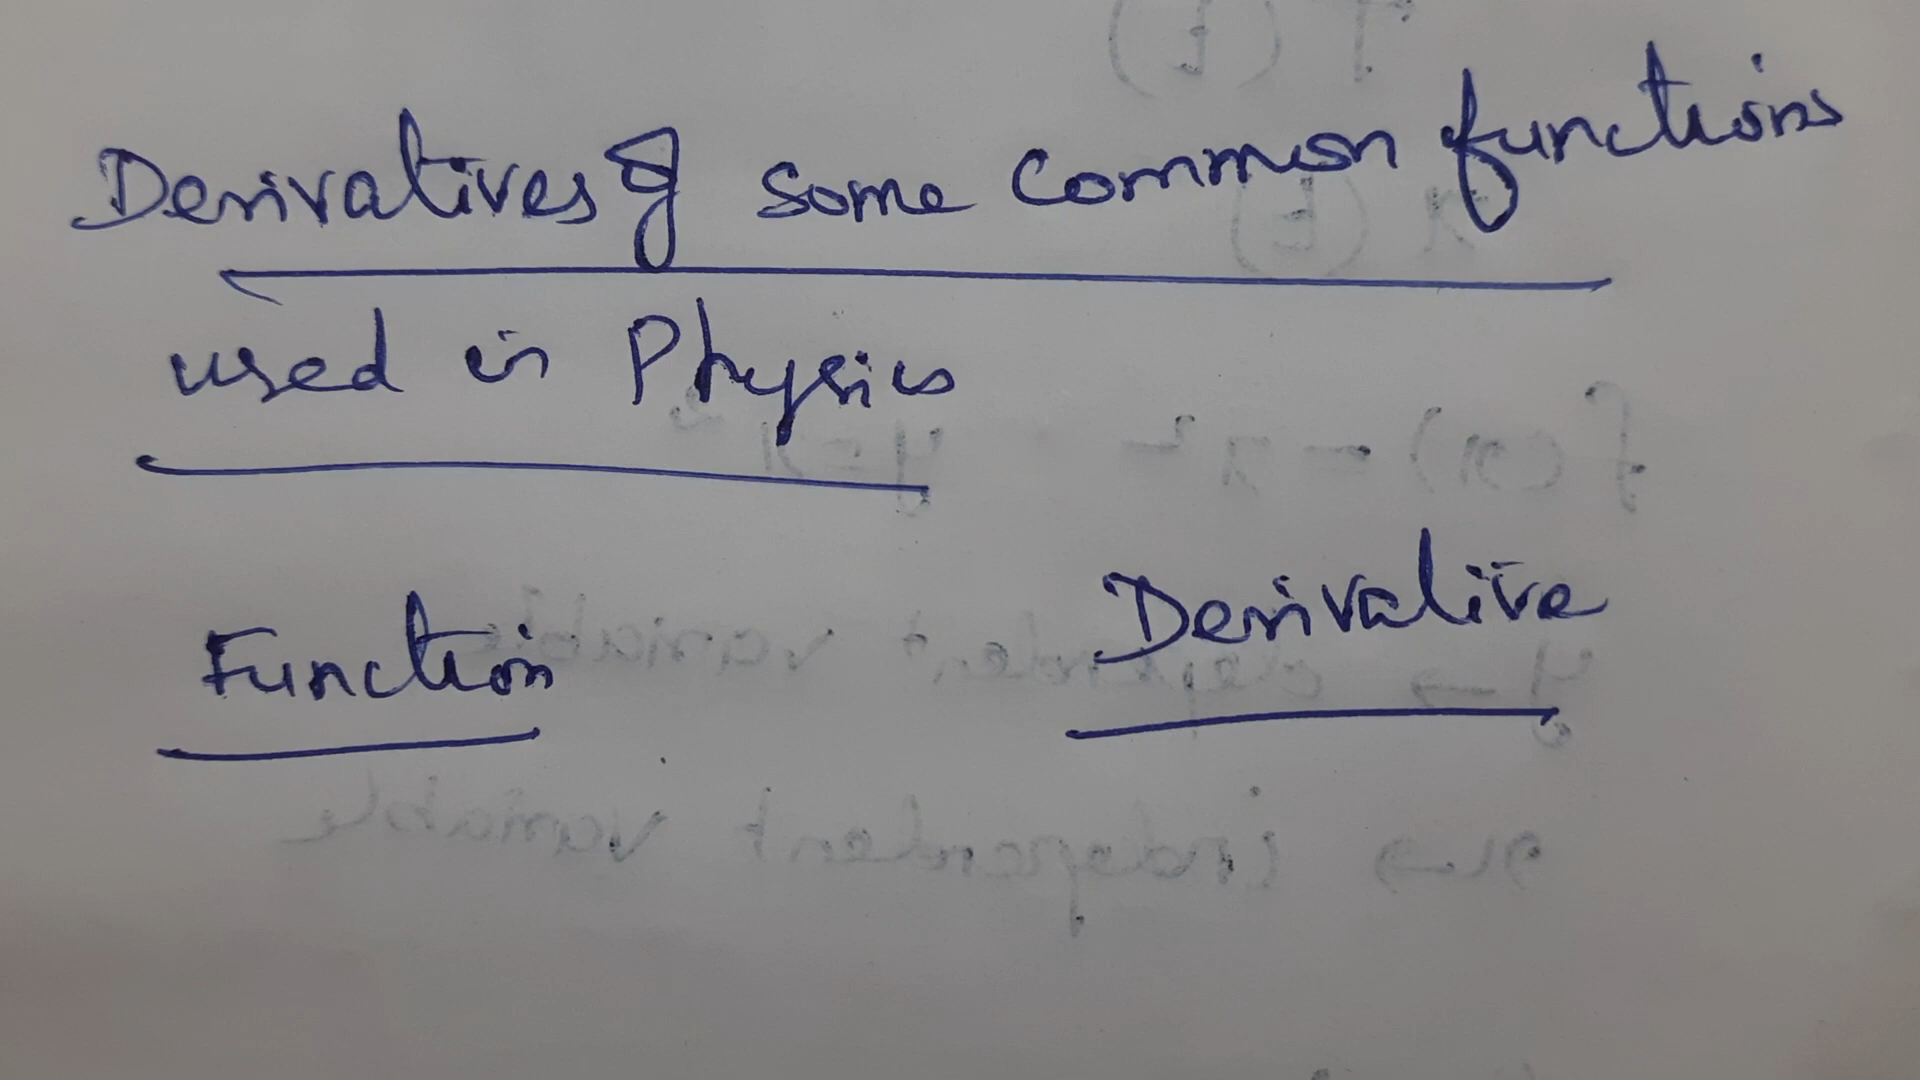 Derivatives of some common functions
used in Physics
Function Derivative